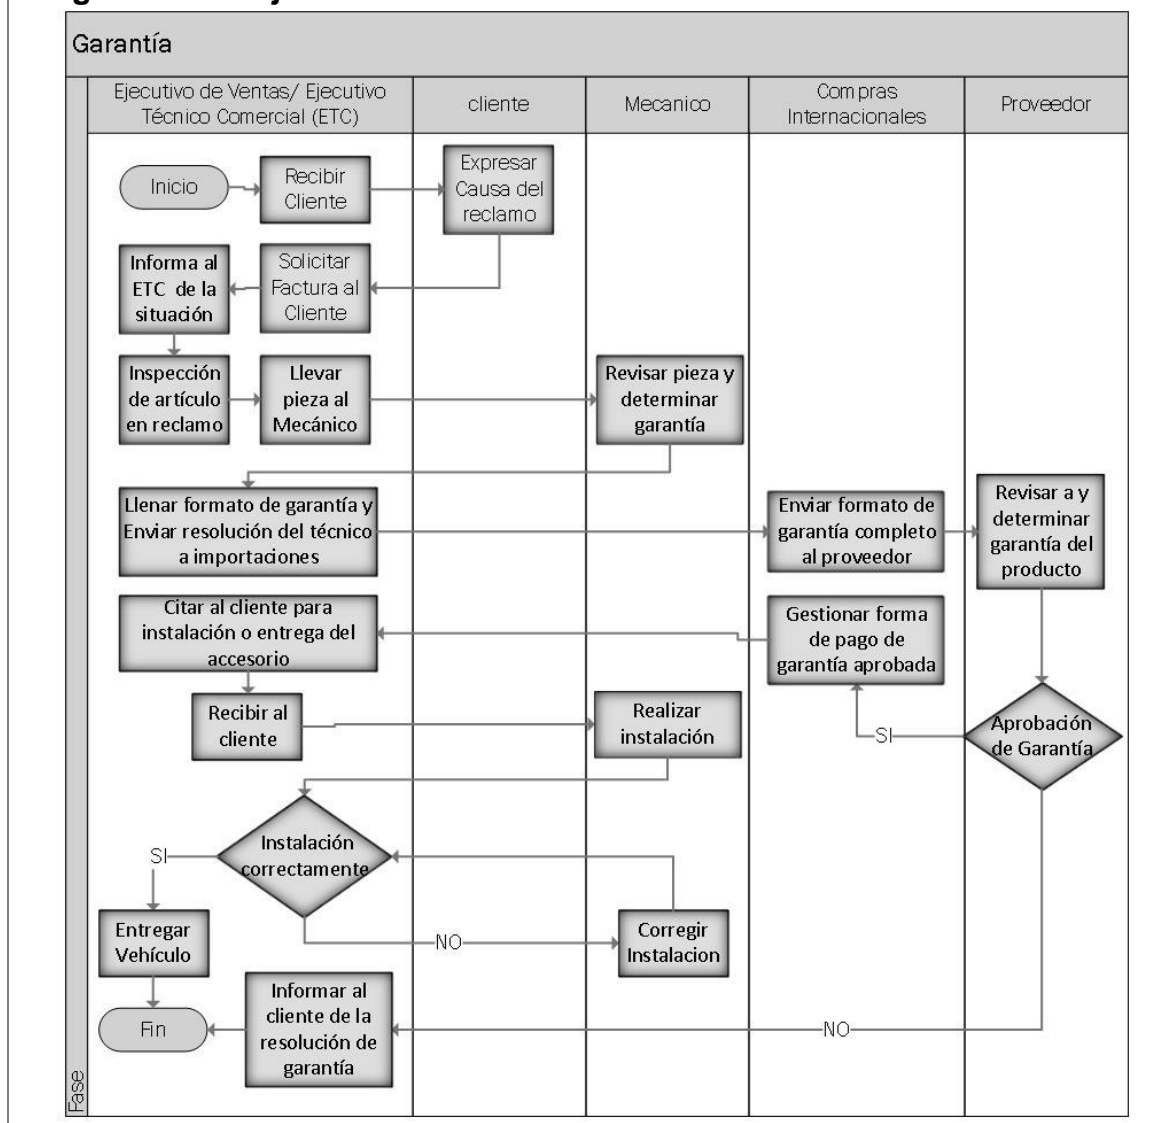 Garantía
Ejecutivo de Ventas/ Ejecutivo
Técnico Comercial (ETC)
cliente
Mecanico
Compras
Internacionales
Proveedor
Inicio
Recibir
Cliente
Expresar
Causa del
reclamo
Informa al
ETC de la
situación
Solicitar
Factura al
Cliente
Inspección
de artículo
en reclamo
Llevar
pieza al
Mecánico
Revisar pieza y
determinar
garantía
Llenar formato de garantía y
Enviar resolución del técnico
a importaciones
Enviar formato de
garantía completo
al proveedor
Revisar a y
determinar
garantía del
producto
Citar al cliente para
instalación o entrega del
accesorio
Gestionar forma
de pago de
garantía aprobada
Recibir al
cliente
Realizar
instalación
SI
Aprobación
de Garantía
Instalación
correctamente
SI
Entregar
Vehículo
NO
Corregir
Instalacion
Informar al
cliente de la
resolución de
garantía
Fin
NO
Fase